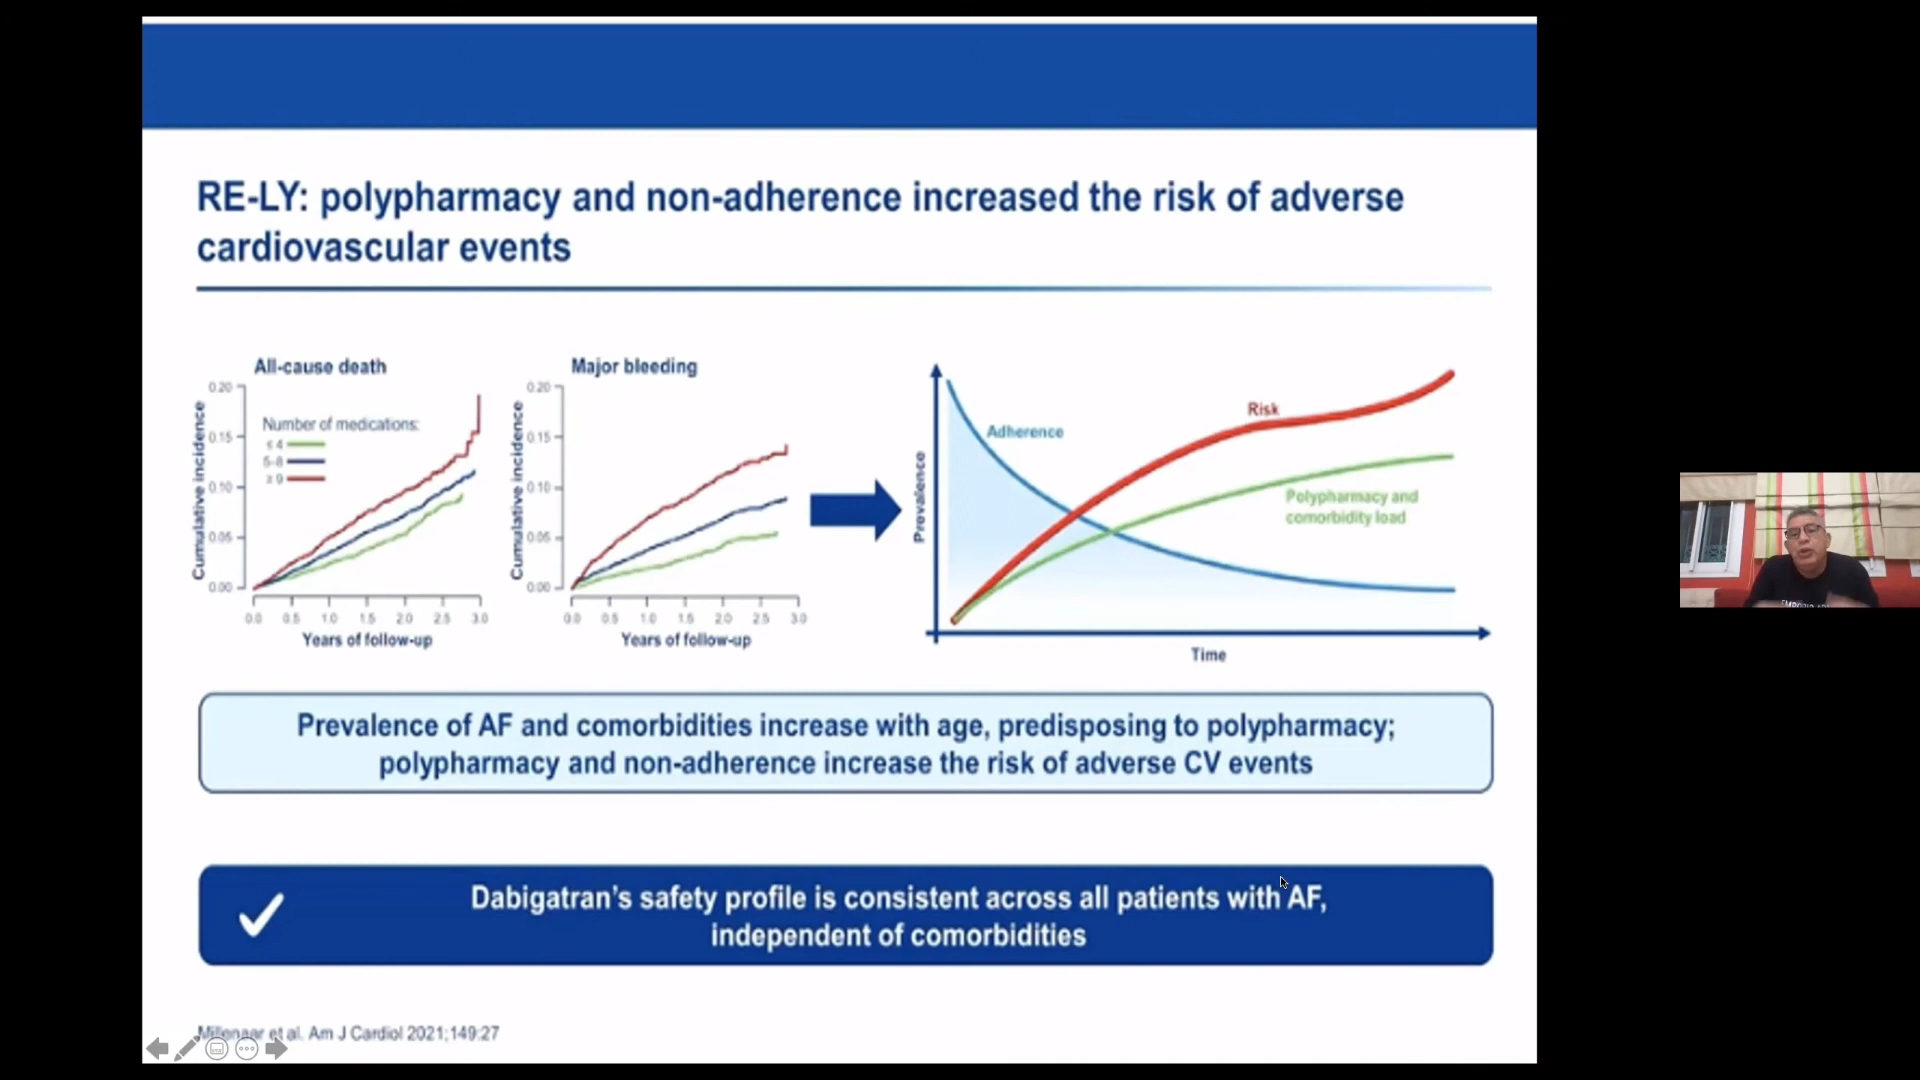 RE-LY: polypharmacy and non-adherence increased the risk of adverse
cardiovascular events
All-cause death
Cumulative incidence
0.20
0.15
0.10
0.05
0.00
Number of medications:
≤4
5-8
≥9
0.0 0.5 1.0 1.5 2.0 2.5 3.0
Years of follow-up
Major bleeding
Cumulative incidence
0.20
0.15
0.10
0.05
0.00
0.0 0.5 1.0 1.5 2.0 2.5 3.0
Years of follow-up
Prevalence
Adherence
Risk
Polypharmacy and
comorbidity load
Time
Prevalence of AF and comorbidities increase with age, predisposing to polypharmacy;
polypharmacy and non-adherence increase the risk of adverse CV events
Dabigatran’s safety profile is consistent across all patients with AF,
independent of comorbidities
Millenaar et al. Am J Cardiol 2021;149:27